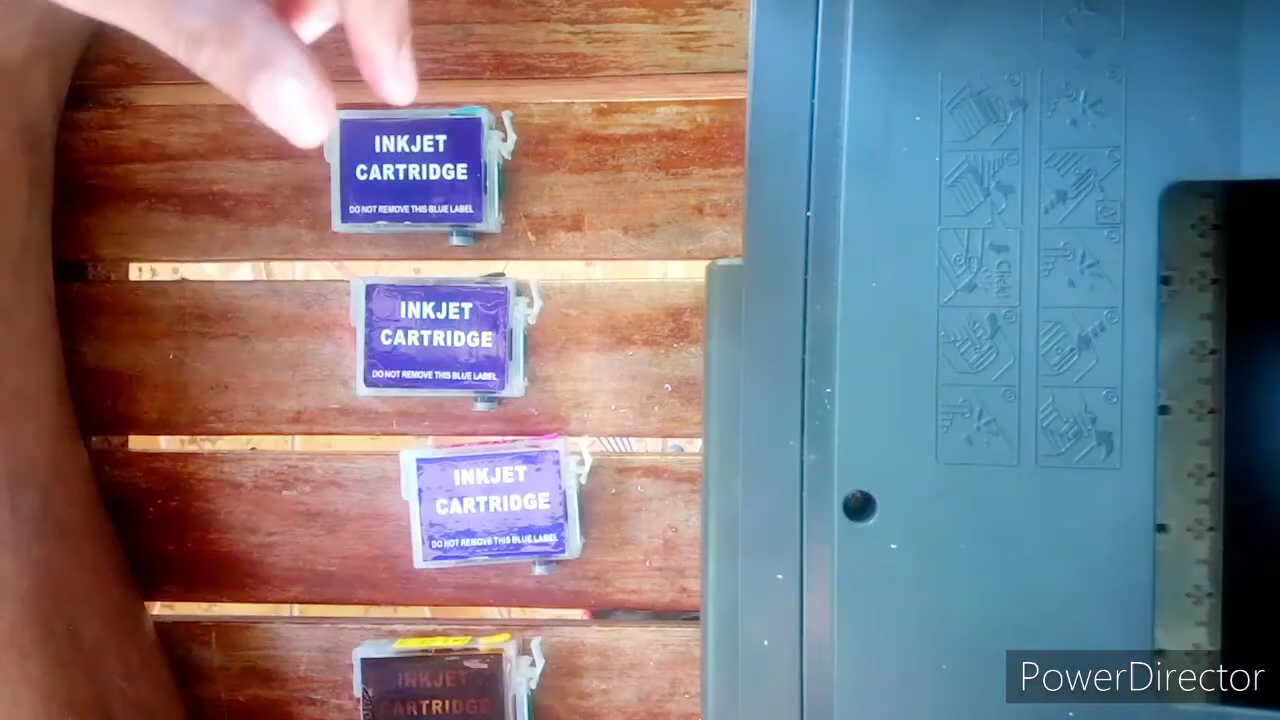 INKJET
CARTRIDGE
DO NOT REMOVE THIS BLUE LABEL
INKJET
CARTRIDGE
DO NOT REMOVE THIS BLUE LABEL
INKJET
CARTRIDGE
DO NOT REMOVE THIS BLUE LABEL
INKJET
CARTRIDGE
Click!
PowerDirector